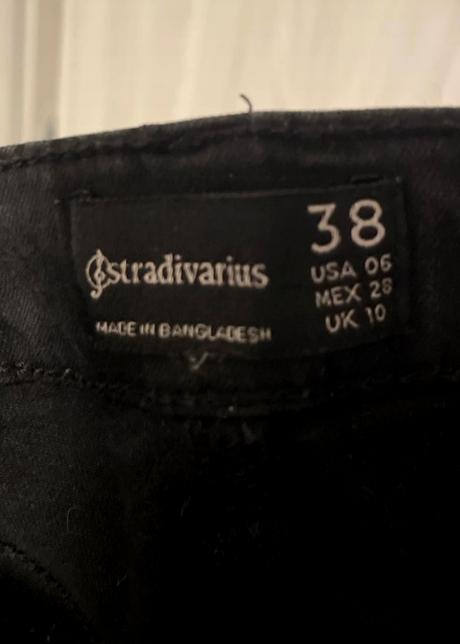 stradivarius
MADE IN BANGLADESH
38
USA 06
MEX 28
UK 10